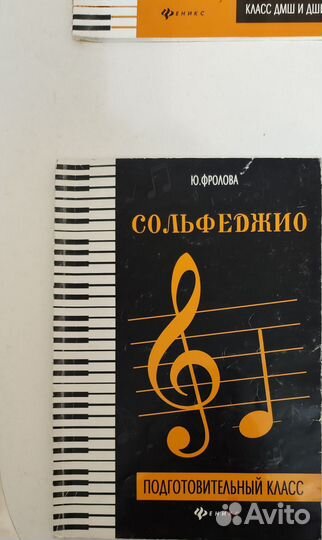 ФЕНИКС
КЛАСС ДМШ И ДШИ
Ю.ФРОЛОВА
СОЛЬФЕДЖИО
ПОДГОТОВИТЕЛЬНЫЙ КЛАСС
ФЕНИКС
Avito